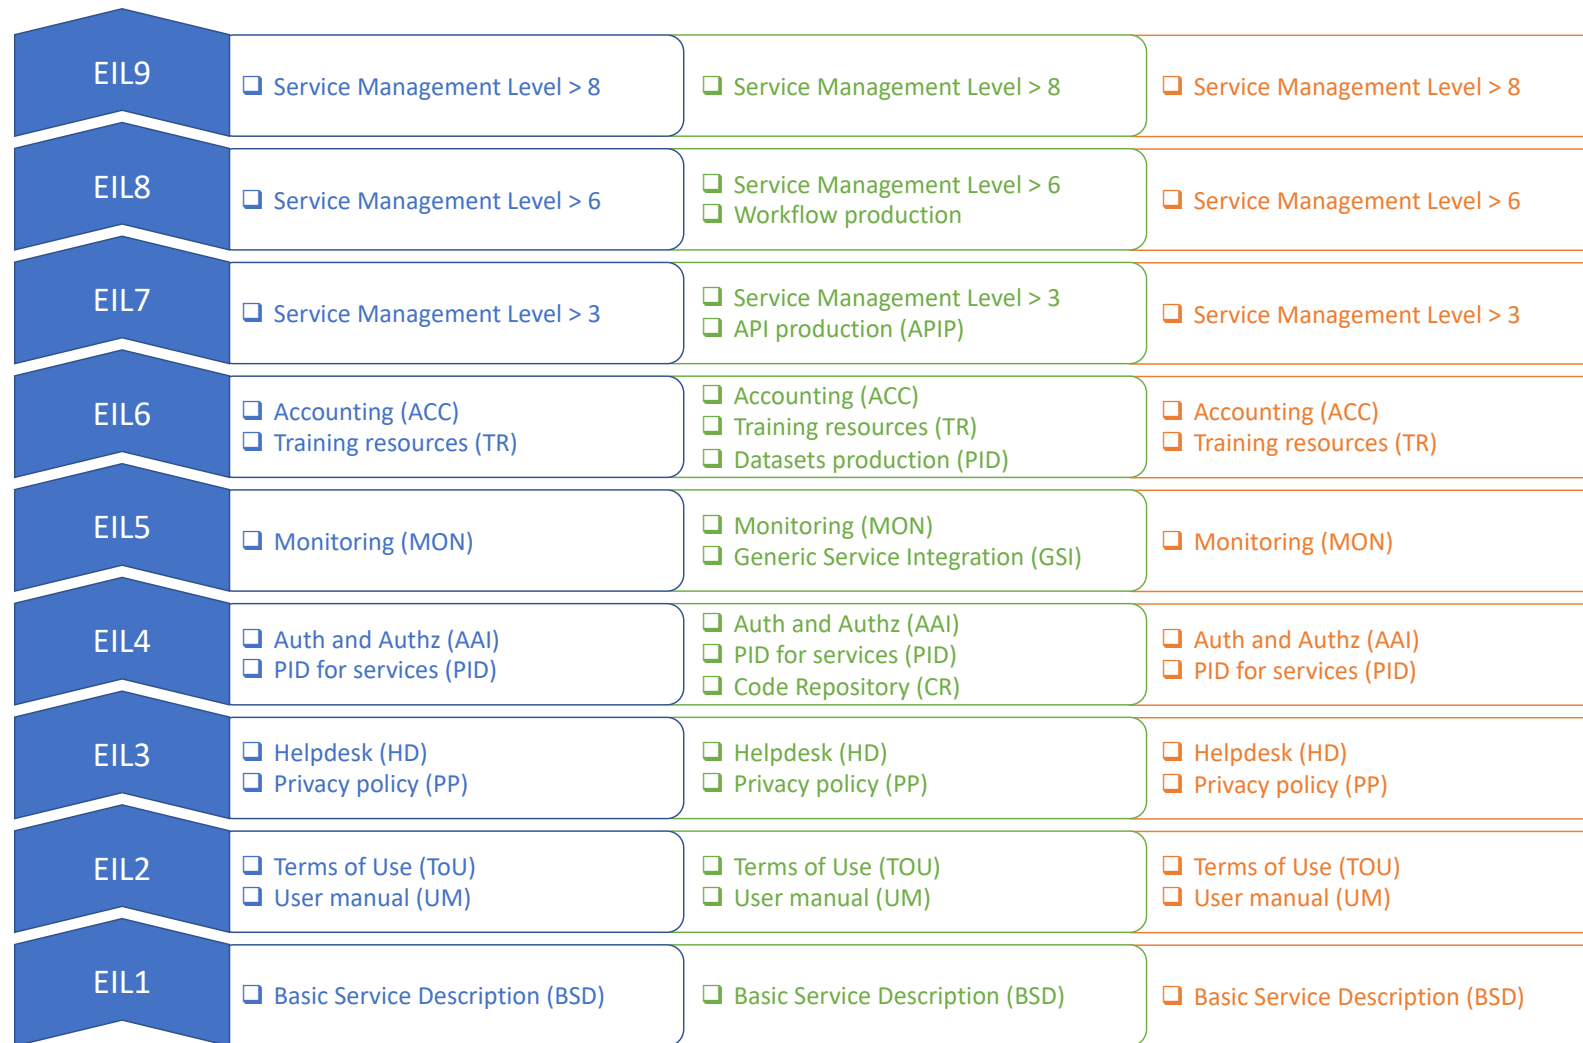 EIL9
❑ Service Management Level > 8
❑ Service Management Level > 8
❑ Service Management Level > 8
EIL8
❑ Service Management Level > 6
❑ Service Management Level > 6
❑ Workflow production
❑ Service Management Level > 6
EIL7
❑ Service Management Level > 3
❑ Service Management Level > 3
❑ API production (APIP)
❑ Service Management Level > 3
EIL6
❑ Accounting (ACC)
❑ Training resources (TR)
❑ Accounting (ACC)
❑ Training resources (TR)
❑ Datasets production (PID)
❑ Accounting (ACC)
❑ Training resources (TR)
EIL5
❑ Monitoring (MON)
❑ Monitoring (MON)
❑ Generic Service Integration (GSI)
❑ Monitoring (MON)
EIL4
❑ Auth and Authz (AAI)
❑ PID for services (PID)
❑ Auth and Authz (AAI)
❑ PID for services (PID)
❑ Code Repository (CR)
❑ Auth and Authz (AAI)
❑ PID for services (PID)
EIL3
❑ Helpdesk (HD)
❑ Privacy policy (PP)
❑ Helpdesk (HD)
❑ Privacy policy (PP)
❑ Helpdesk (HD)
❑ Privacy policy (PP)
EIL2
❑ Terms of Use (ToU)
❑ User manual (UM)
❑ Terms of Use (TOU)
❑ User manual (UM)
❑ Terms of Use (TOU)
❑ User manual (UM)
EIL1
❑ Basic Service Description (BSD)
❑ Basic Service Description (BSD)
❑ Basic Service Description (BSD)